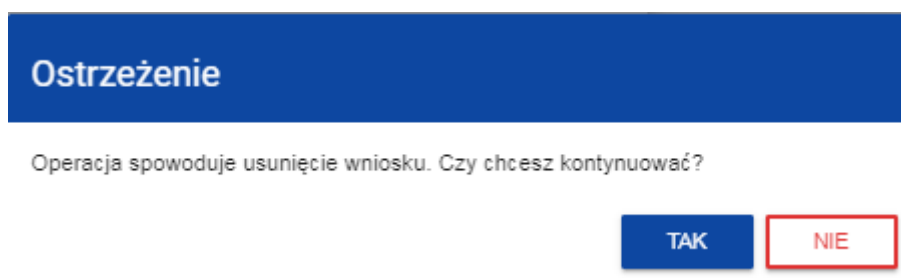 Ostrzeżenie
Operacja spowoduje usunięcie wniosku. Czy chcesz kontynuować?
TAK NIE